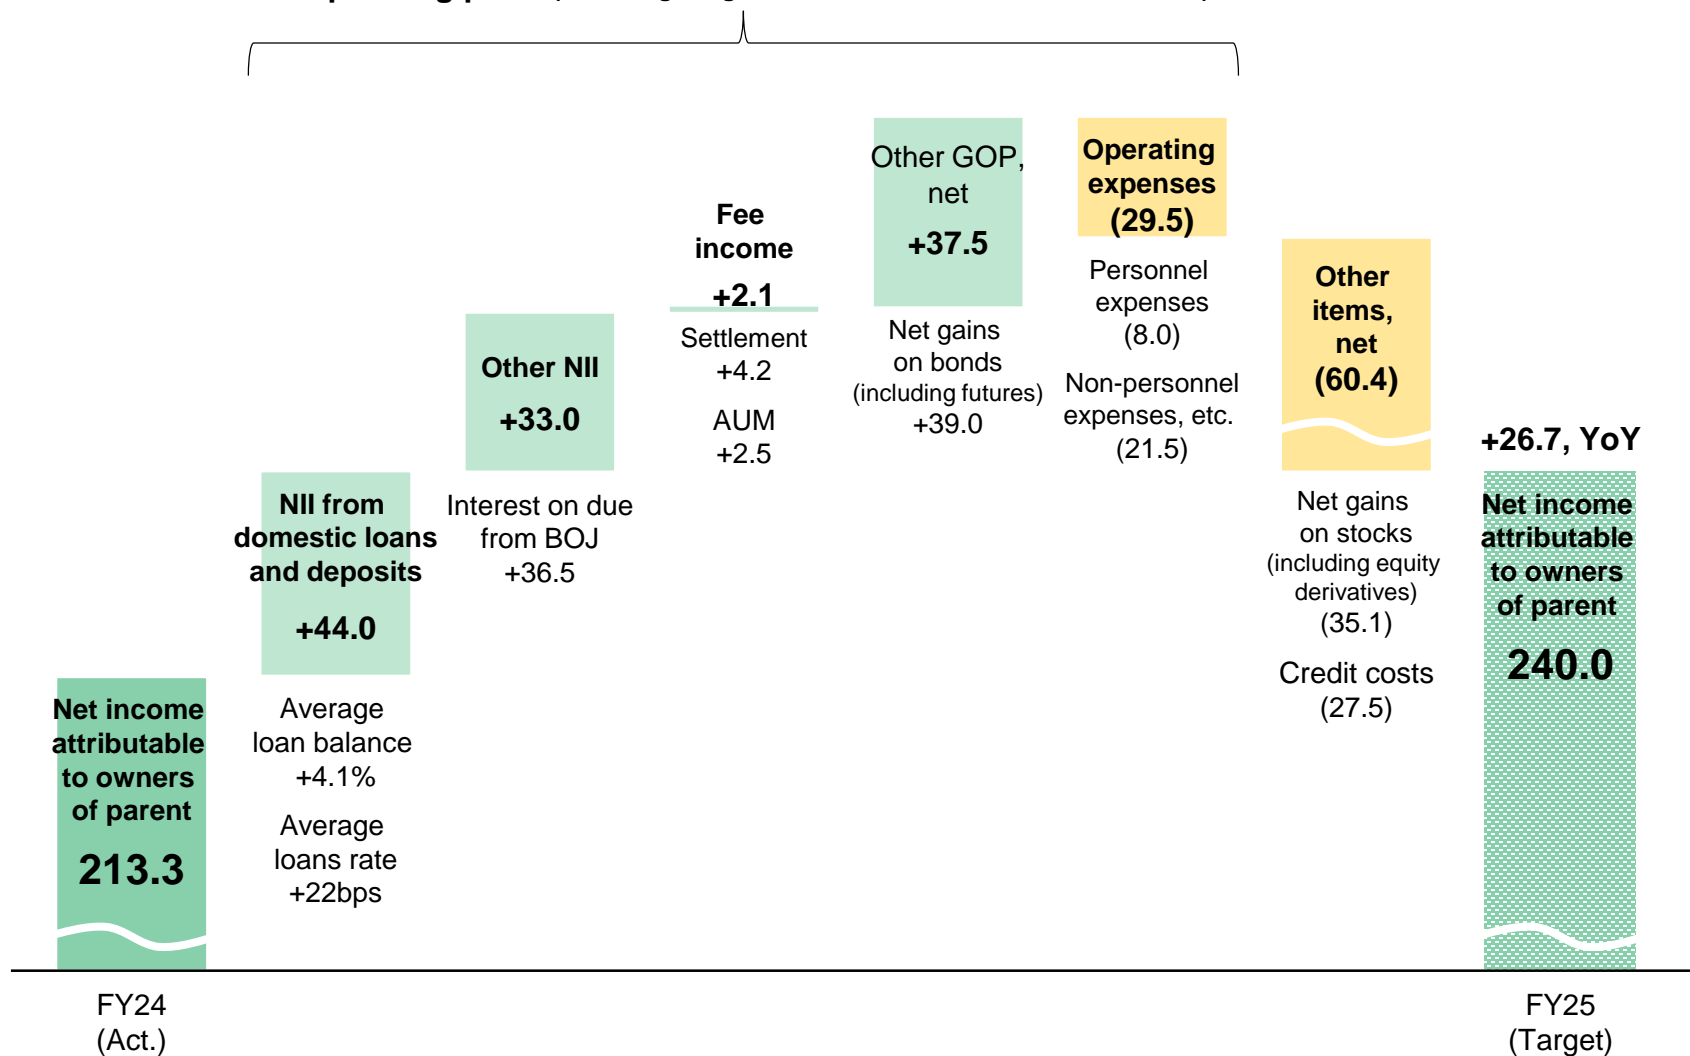 NII from
domestic loans
and deposits
+44.0
Average
loan balance
+4.1%
Average
loans rate
+22bps
Other NII
+33.0
Interest on due
from BOJ
+36.5
Fee
income
+2.1
Settlement
+4.2
AUM
+2.5
Other GOP,
net
+37.5
Net gains
on bonds
(including futures)
+39.0
Operating
expenses
(29.5)
Personnel
expenses
(8.0)
Non-personnel
expenses, etc.
(21.5)
Other
items,
net
(60.4)
Net gains
on stocks
(including equity
derivatives)
(35.1)
Credit costs
(27.5)
+26.7, YoY
Net income
attributable
to owners
of parent
240.0
Net income
attributable
to owners
of parent
213.3
FY24
(Act.)
FY25
(Target)